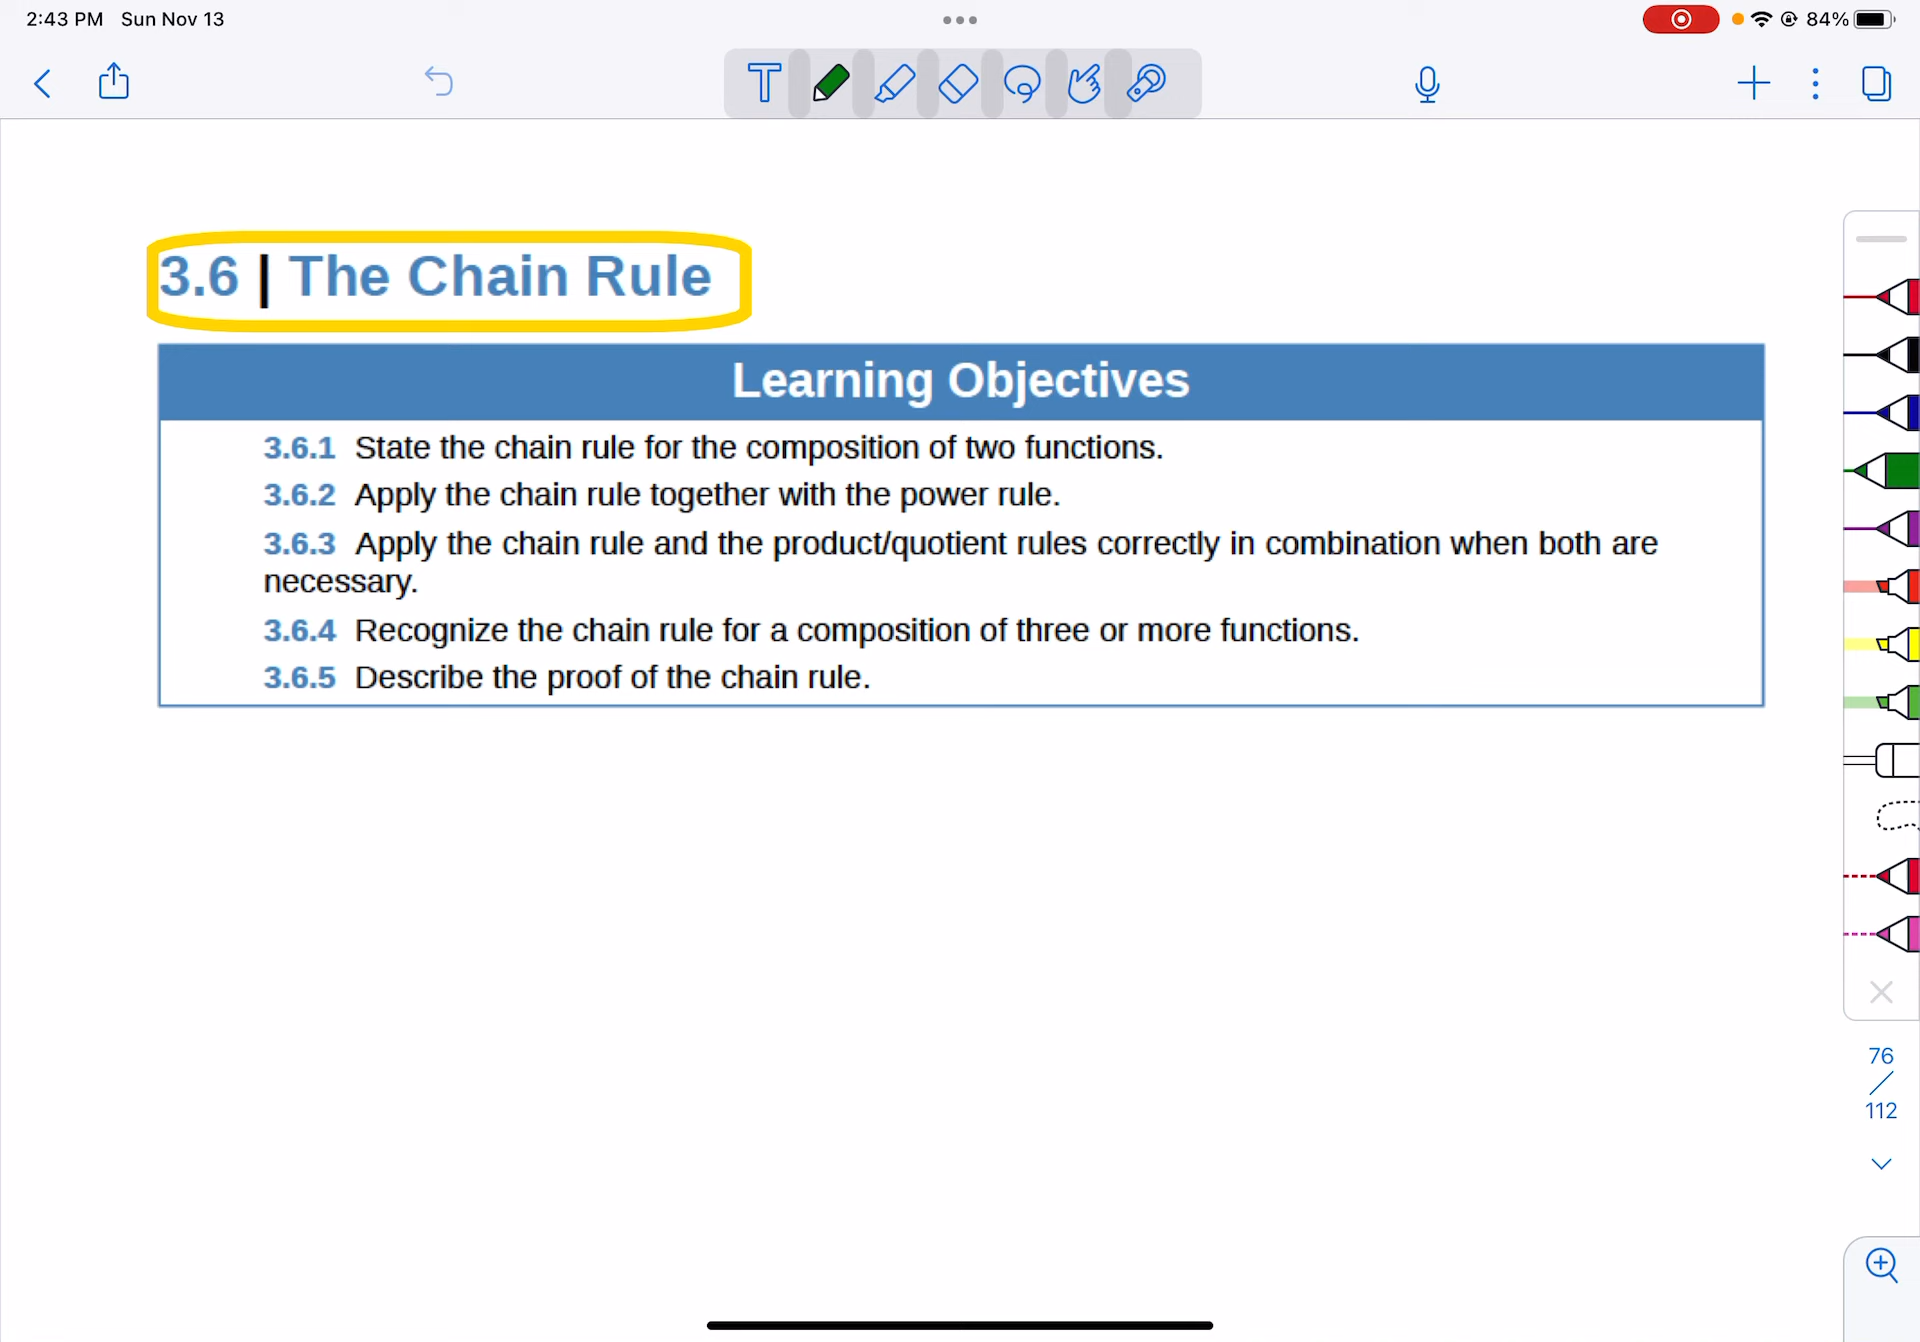 2:43 PM Sun Nov 13
84%
3.6 | The Chain Rule
Learning Objectives
3.6.1 State the chain rule for the composition of two functions.
3.6.2 Apply the chain rule together with the power rule.
3.6.3 Apply the chain rule and the product/quotient rules correctly in combination when both are
necessary.
3.6.4 Recognize the chain rule for a composition of three or more functions.
3.6.5 Describe the proof of the chain rule.
76
/
112